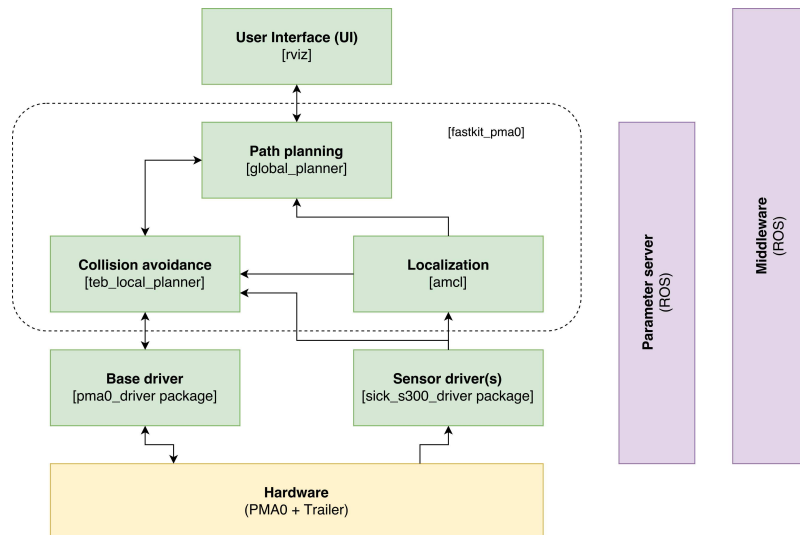 User Interface (UI)
[rviz]
[fastkit_pma0]
Path planning
[global_planner]
Collision avoidance
[teb_local_planner]
Localization
[amcl]
Base driver
[pma0_driver package]
Sensor driver(s)
[sick_s300_driver package]
Hardware
(PMA0 + Trailer)
Parameter server
(ROS)
Middleware
(ROS)